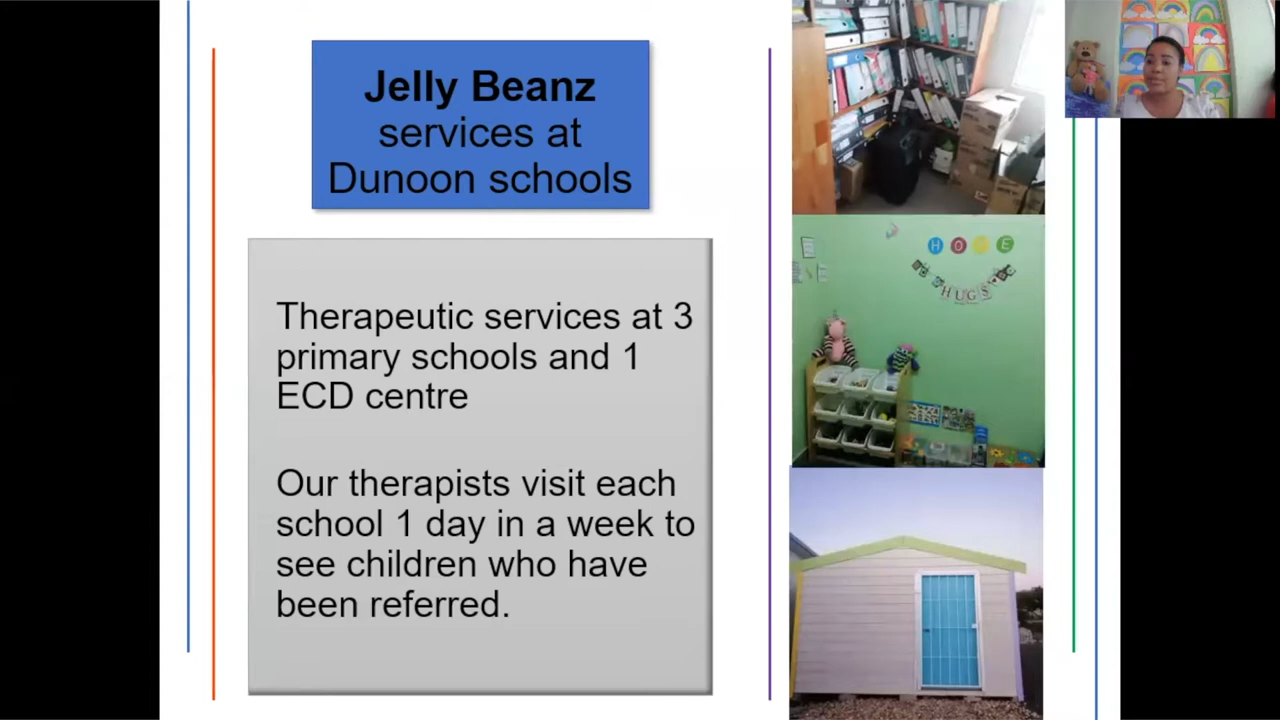 Jelly Beanz
services at
Dunoon schools
Therapeutic services at 3
primary schools and 1
ECD centre
Our therapists visit each
school 1 day in a week to
see children who have
been referred.
HOPE
HUGS